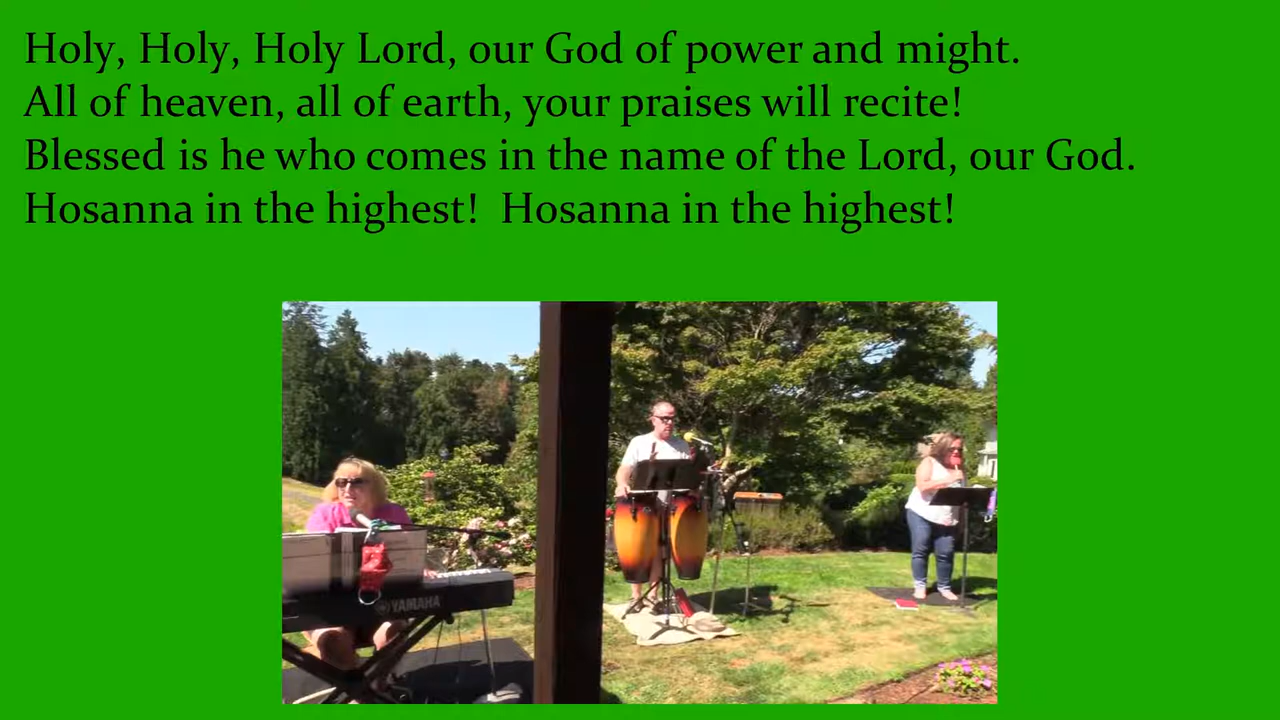 Holy, Holy, Holy Lord, our God of power and might.
All of heaven, all of earth, your praises will recite!
Blessed is he who comes in the name of the Lord, our God.
Hosanna in the highest!  Hosanna in the highest!
YAMAHA